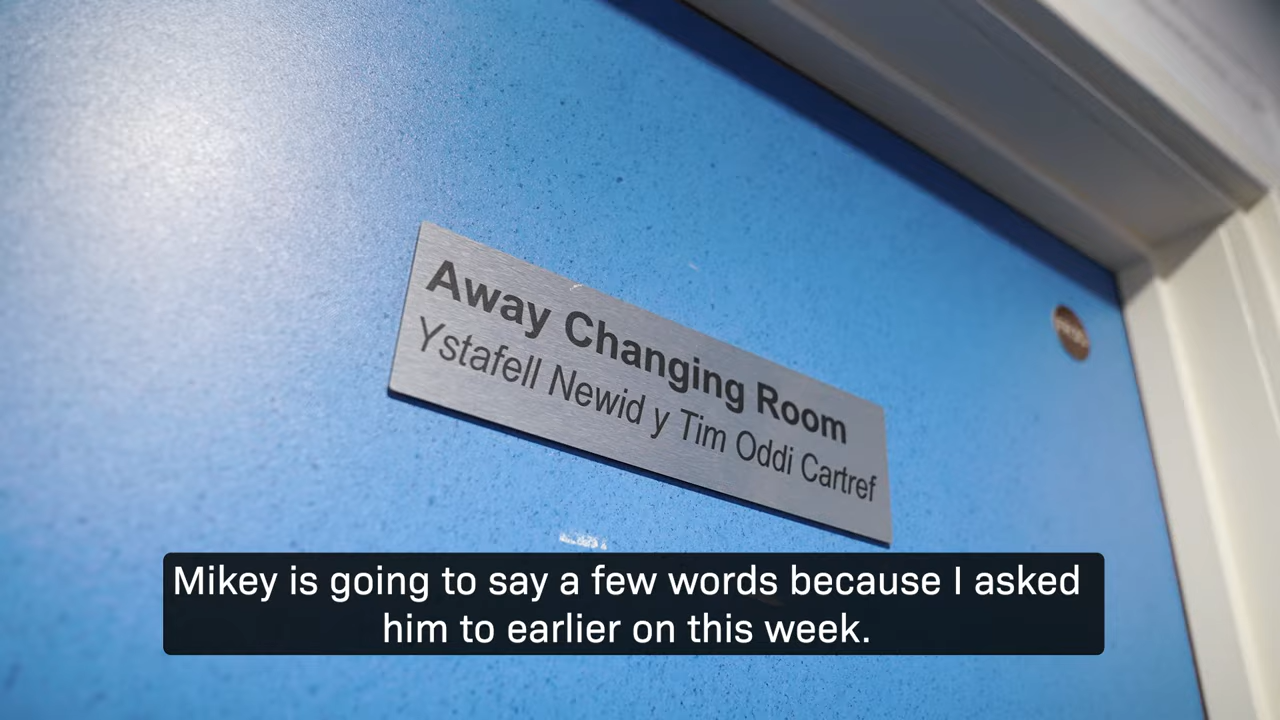 Away Changing Room
Ystafell Newid y Tim Oddi Cartref
Mikey is going to say a few words because I asked
him to earlier on this week.